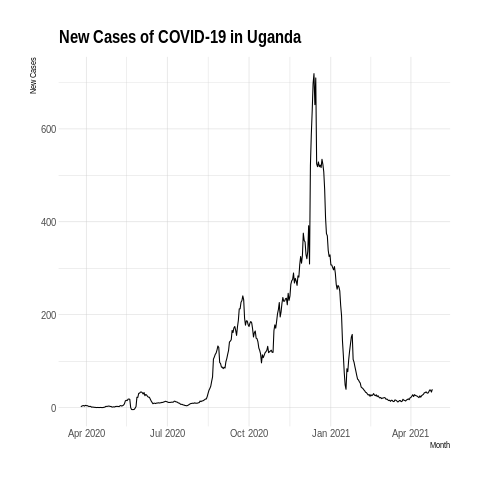 New Cases of COVID-19 in Uganda
New Cases
600
400
200
0
Apr 2020 Jul 2020 Oct 2020 Jan 2021 Apr 2021
Month